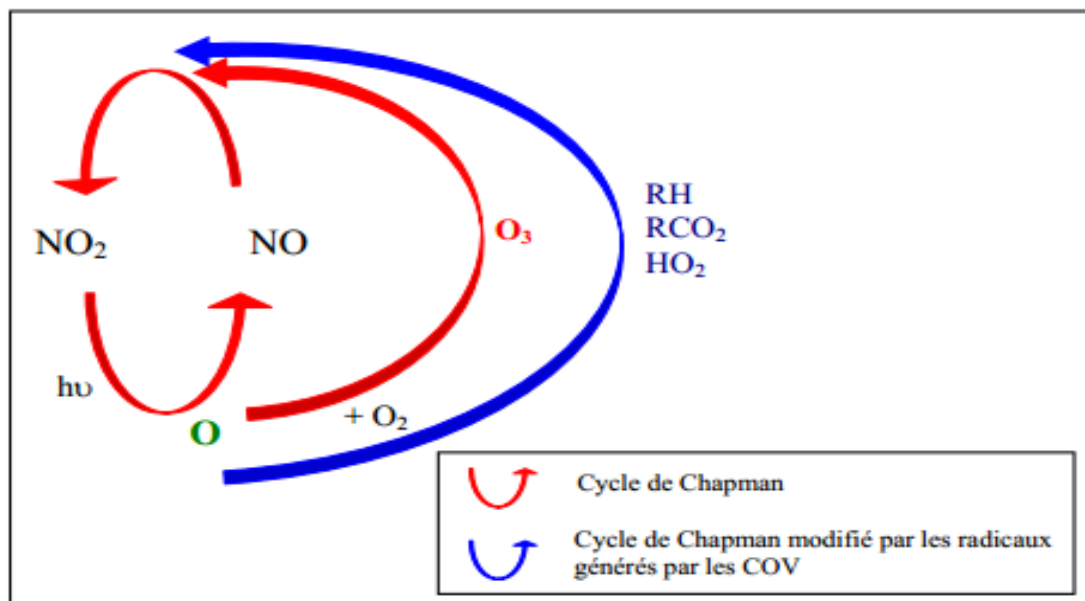 RH
RCO₂
HO₂
O₃
NO₂
NO
hυ
+ O₂
O
Cycle de Chapman
Cycle de Chapman modifié par les radicaux
générés par les COV